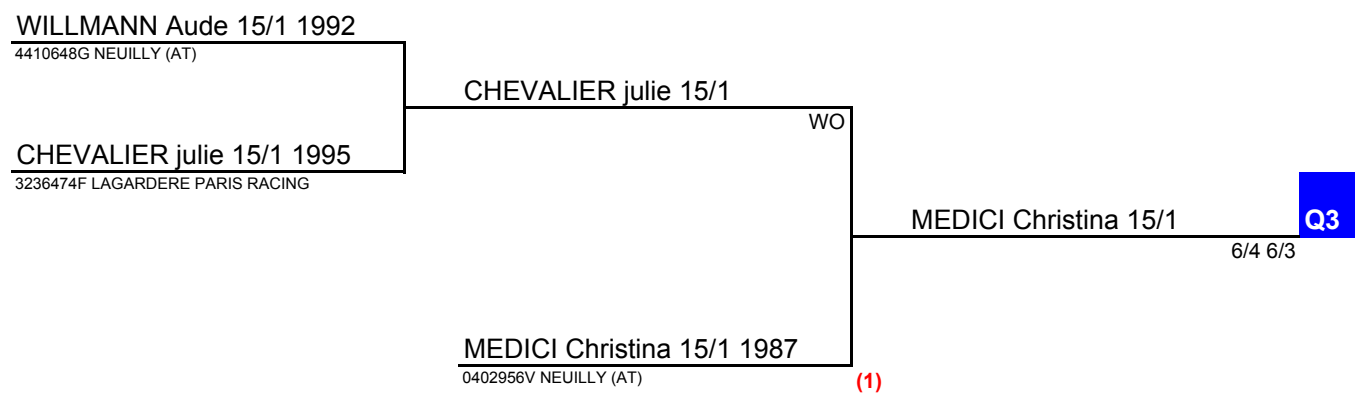 WILLMANN Aude 15/1 1992
4410648G NEUILLY (AT)
CHEVALIER julie 15/1
WO
CHEVALIER julie 15/1 1995
3236474F LAGARDERE PARIS RACING
MEDICI Christina 15/1
Q3
6/4 6/3
MEDICI Christina 15/1 1987
0402956V NEUILLY (AT)
(1)